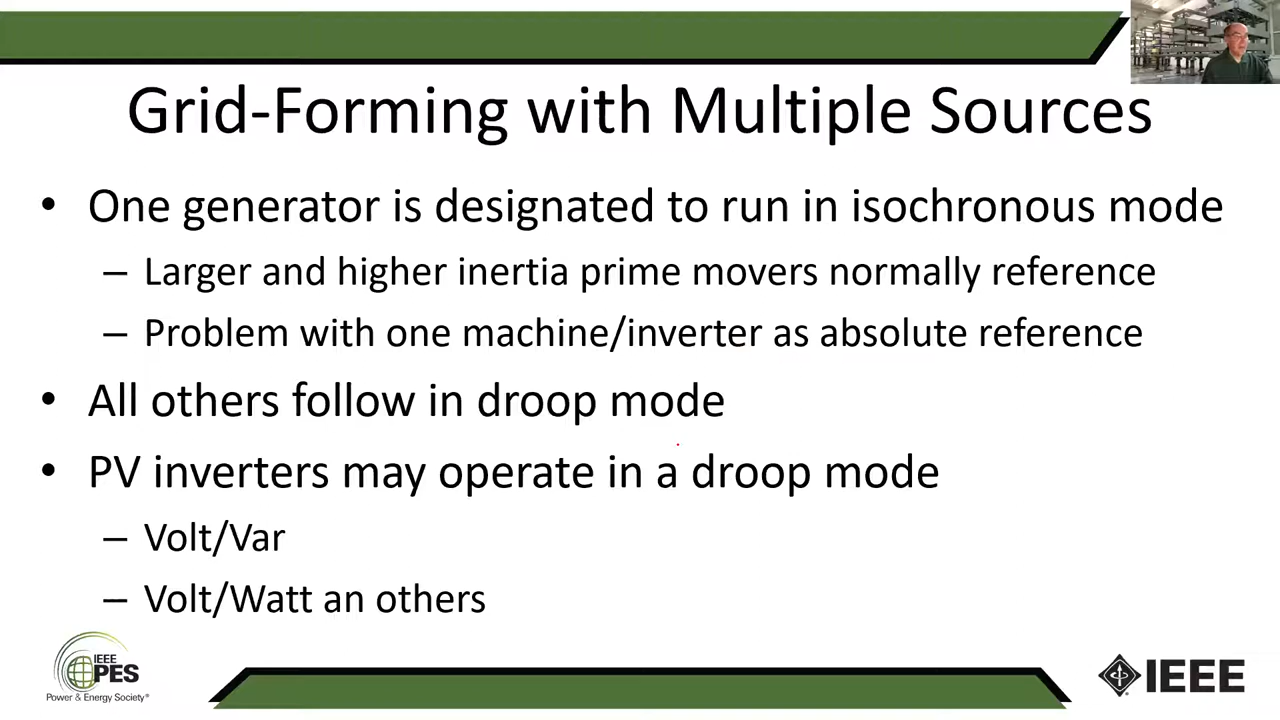 Grid-Forming with Multiple Sources
• One generator is designated to run in isochronous mode
– Larger and higher inertia prime movers normally reference
– Problem with one machine/inverter as absolute reference
• All others follow in droop mode
• PV inverters may operate in a droop mode
– Volt/Var
– Volt/Watt an others
IEEE
PES
Power & Energy Society®
IEEE